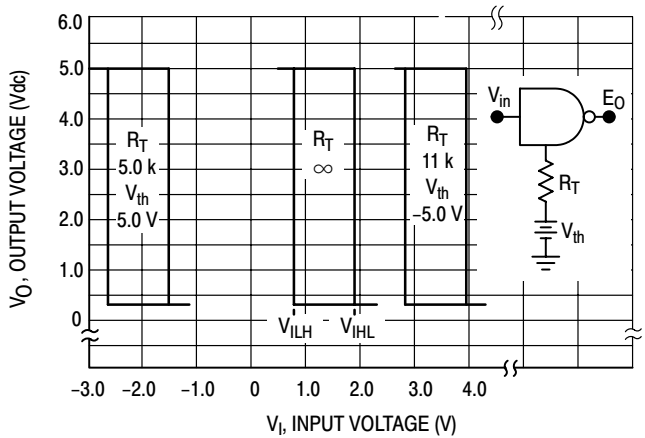 6.0
5.0
4.0
3.0
2.0
1.0
0
V_O, OUTPUT VOLTAGE (Vdc)
R_T
5.0 k
V_th
5.0 V
R_T
∞
R_T
11 k
V_th
–5.0 V
V_in
E_O
R_T
V_th
V_ILH
V_IHL
–3.0
–2.0
–1.0
0
1.0
2.0
3.0
4.0
V_I, INPUT VOLTAGE (V)